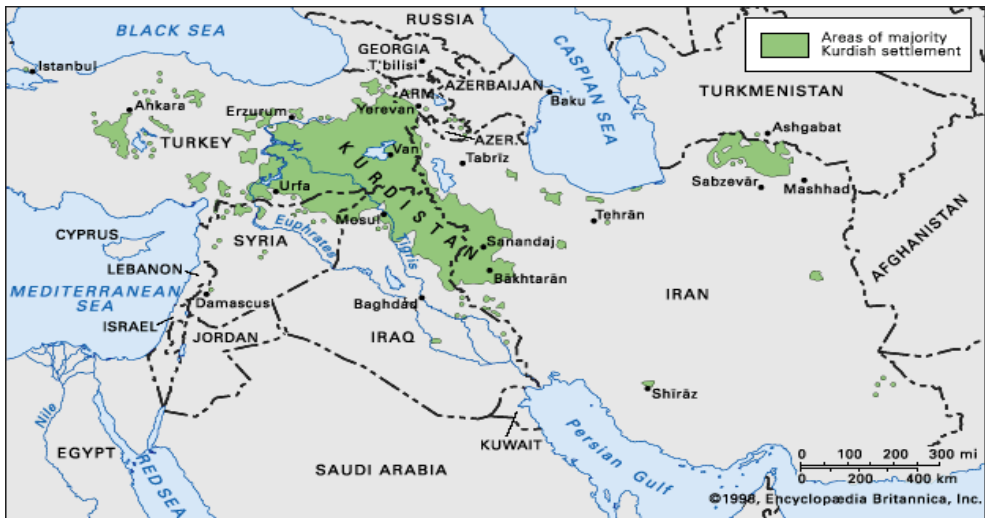 RUSSIA
BLACK SEA
Areas of majority
Kurdish settlement
GEORGIA
T'bilisi
Istanbul
CASPIAN SEA
AZERBAIJAN
ARM.
TURKMENISTAN
Baku
Ankara
Erzurum
Yerevan
AZER.
Ashgabat
TURKEY
Van
Tabrīz
KURDISTAN
Sabzevār
Mashhad
Urfa
Mosul
Tehrān
AFGHANISTAN
CYPRUS
SYRIA
Euphrates
Tigris
Sanandaj
LEBANON
Bākhtarān
MEDITERRANEAN
SEA
Damascus
Baghdād
IRAN
ISRAEL
JORDAN
IRAQ
Shīrāz
Nile
KUWAIT
EGYPT
RED SEA
SAUDI ARABIA
Persian Gulf
0 100 200 300 mi
0 200 400 km
©1998, Encyclopædia Britannica, Inc.